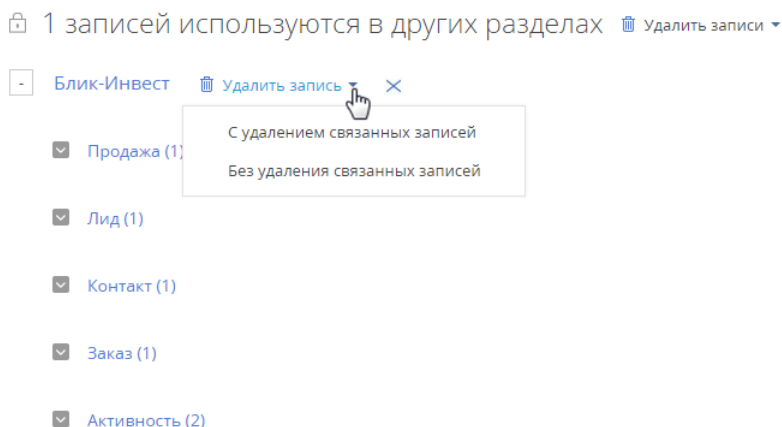 1 записей используются в других разделах Удалить записи
- Блик-Инвест Удалить запись
С удалением связанных записей
Продажа (1)
Без удаления связанных записей
Лид (1)
Контакт (1)
Заказ (1)
Активность (2)